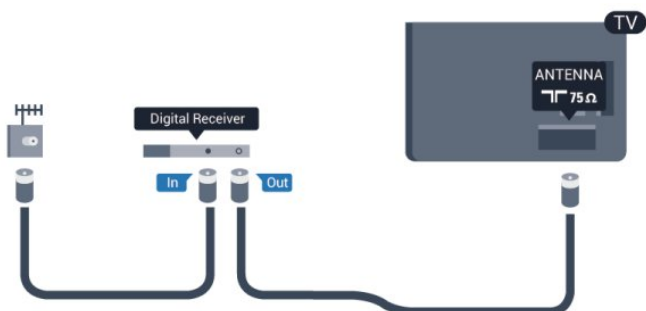 TV
ANTENNA
75Ω
Digital Receiver
In
Out